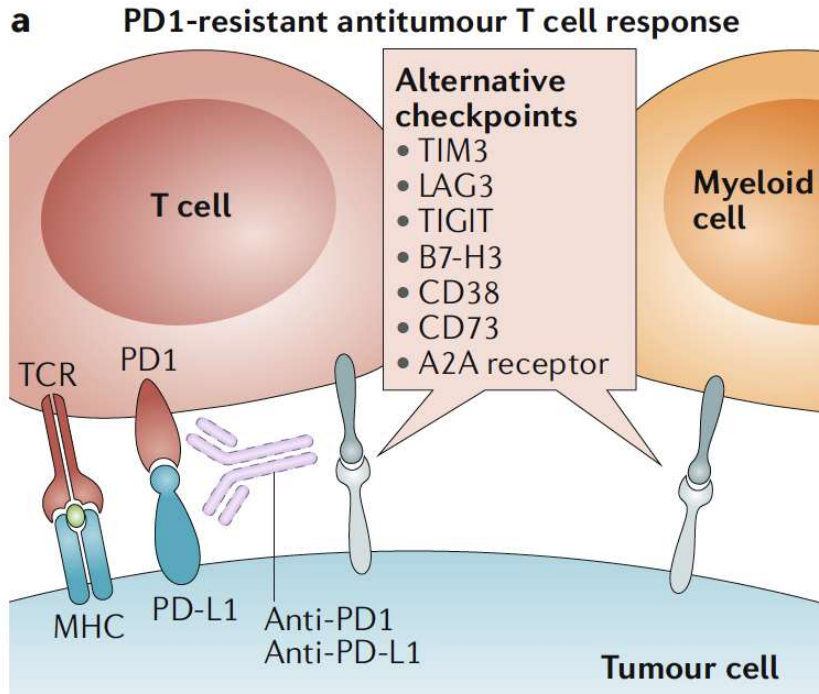 a PD1-resistant antitumour T cell response
Alternative
checkpoints
• TIM3
• LAG3
• TIGIT
• B7-H3
• CD38
• CD73
• A2A receptor
T cell
Myeloid
cell
TCR
PD1
MHC
PD-L1
Anti-PD1
Anti-PD-L1
Tumour cell